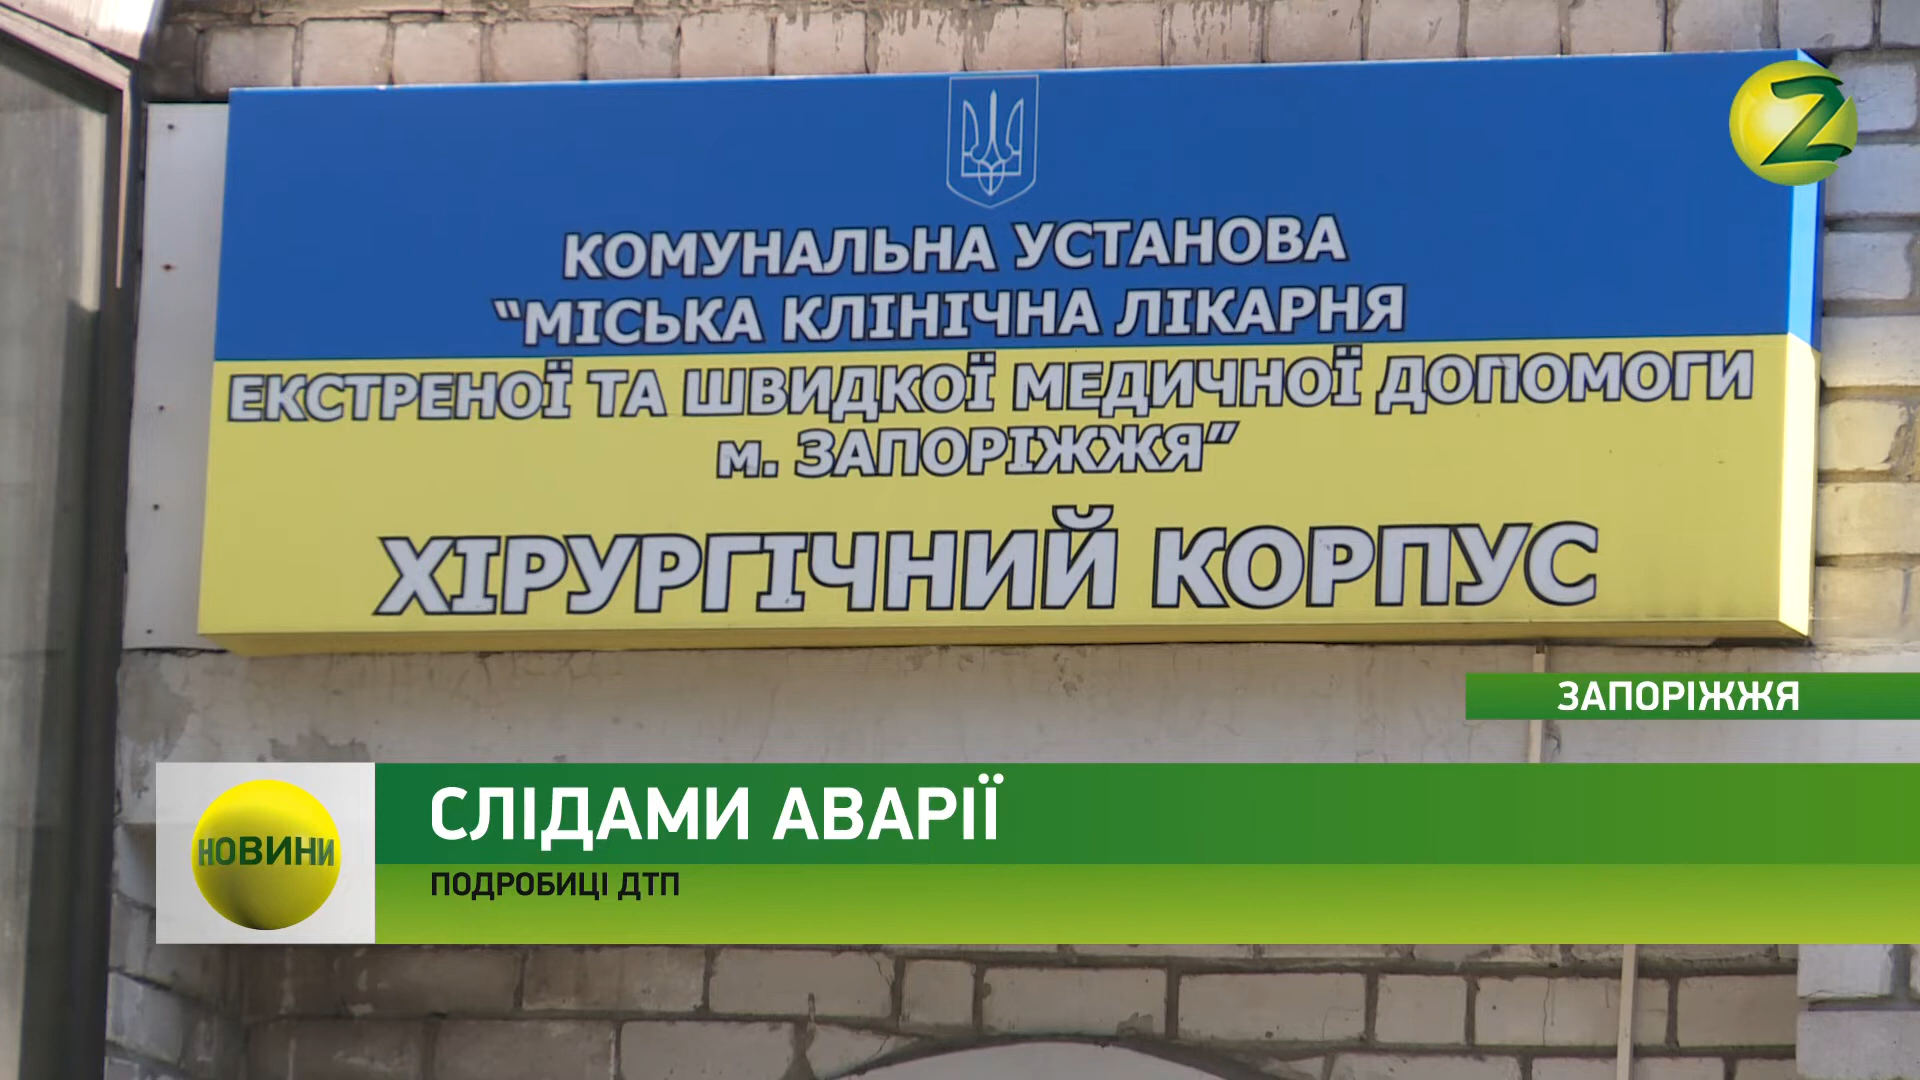 Z
КОМУНАЛЬНА УСТАНОВА
“МІСЬКА КЛІНІЧНА ЛІКАРНЯ
ЕКСТРЕНОЇ ТА ШВИДКОЇ МЕДИЧНОЇ ДОПОМОГИ
м. ЗАПОРІЖЖЯ”
ХІРУРГІЧНИЙ КОРПУС
ЗАПОРІЖЖЯ
НОВИНИ
СЛІДАМИ АВАРІЇ
ПОДРОБИЦІ ДТП